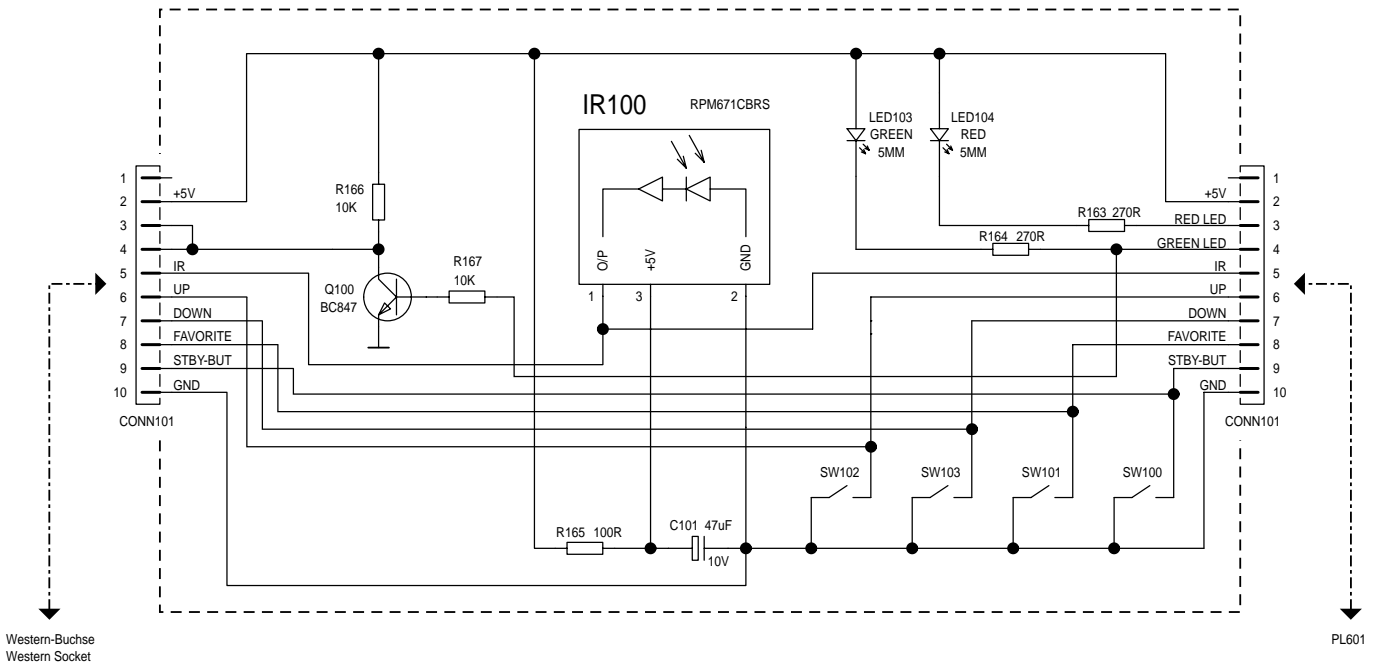 IR100 RPM671CBRS
LED103 LED104
GREEN RED
5MM 5MM
R166
10K
O/P
+5V
GND
1 3 2
R167
10K
Q100
BC847
1
2 +5V
3
4
5 IR
6 UP
7 DOWN
8 FAVORITE
9 STBY-BUT
10 GND
CONN101
R163 270R
R164 270R
1
+5V 2
RED LED 3
GREEN LED 4
IR 5
UP 6
DOWN 7
FAVORITE 8
STBY-BUT 9
GND 10
CONN101
SW102 SW103 SW101 SW100
R165 100R
C101 47uF
10V
Western-Buchse
Western Socket
PL601